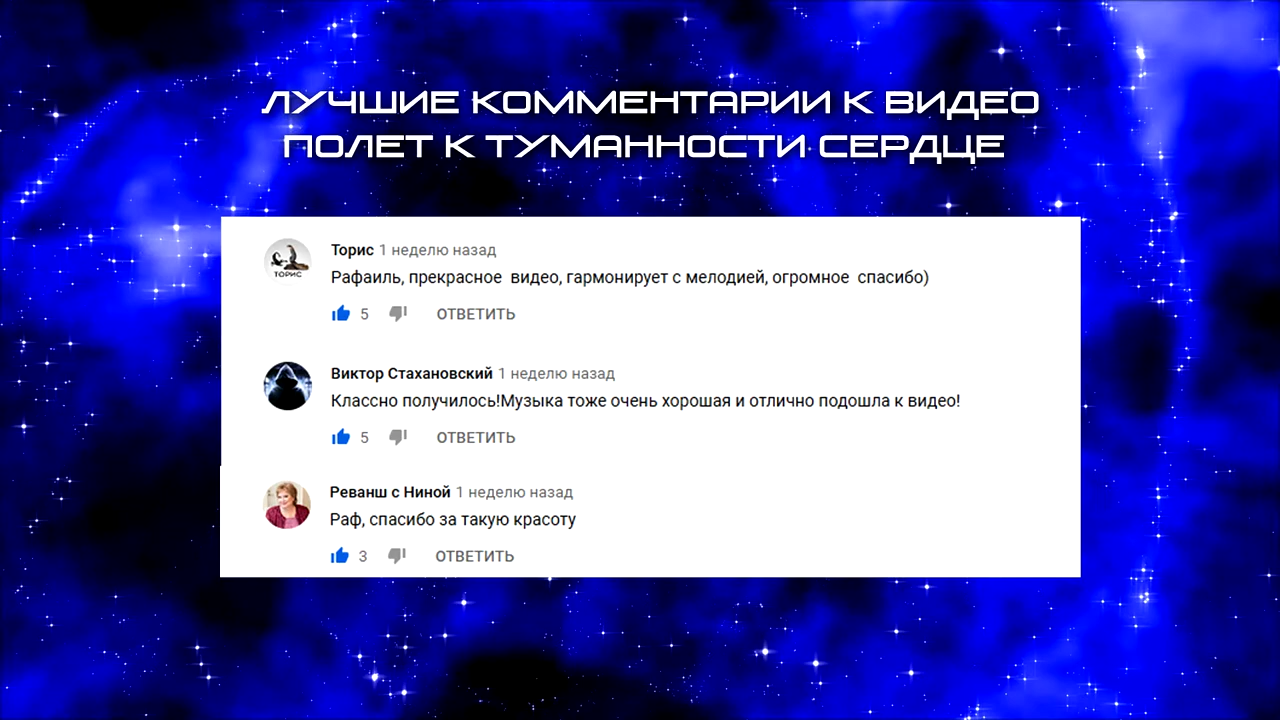 ЛУЧШИЕ КОММЕНТАРИИ К ВИДЕО
ПОЛЕТ К ТУМАННОСТИ СЕРДЦЕ
Торис 1 неделю назад
ТОРИС
Рафаиль, прекрасное видео, гармонирует с мелодией, огромное спасибо)
5 ОТВЕТИТЬ
Виктор Стахановский 1 неделю назад
Классно получилось!Музыка тоже очень хорошая и отлично подошла к видео!
5 ОТВЕТИТЬ
Реванш с Ниной 1 неделю назад
Раф, спасибо за такую красоту
3 ОТВЕТИТЬ